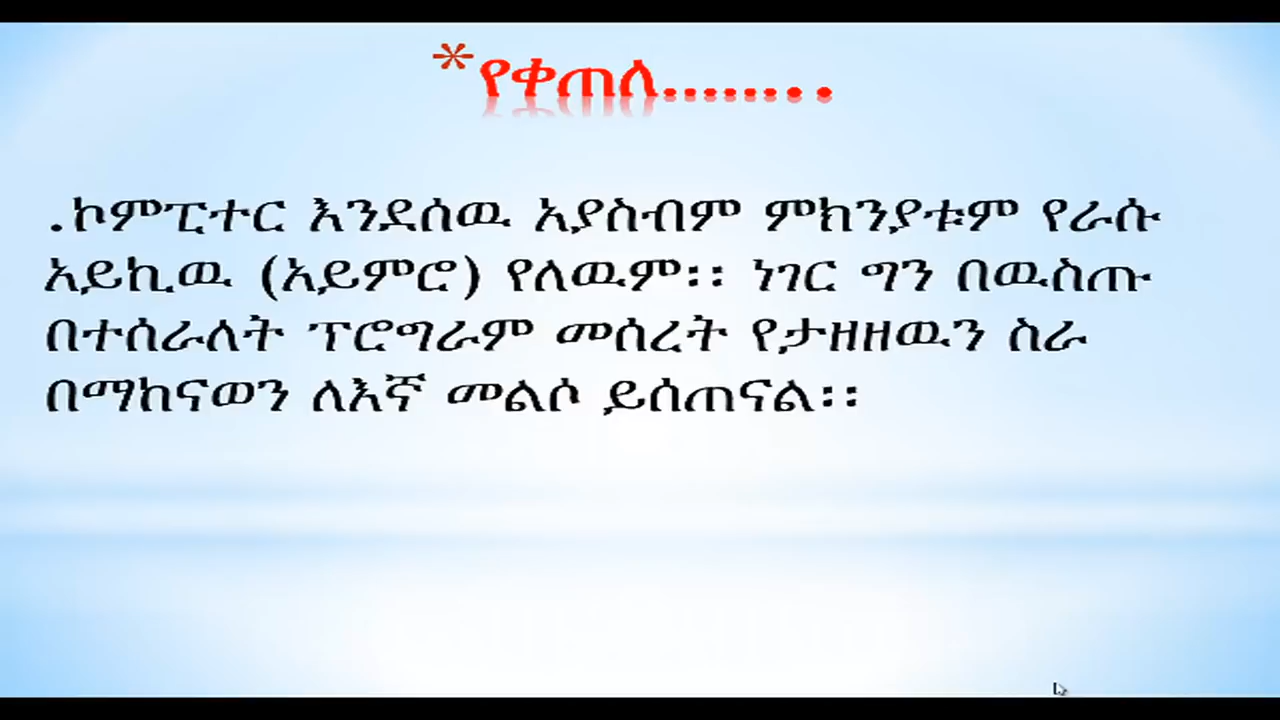 *የቀጠለ........
.ኮምፒተር እንደሰዉ አያስብም ምክንያቱም የራሱ
አይኪዉ (አይምሮ) የለዉም፡፡ ነገር ግን በዉስጡ
በተሰራለት ፕሮግራም መሰረት የታዘዘዉን ስራ
በማከናወን ለእኛ መልሶ ይሰጠናል፡፡